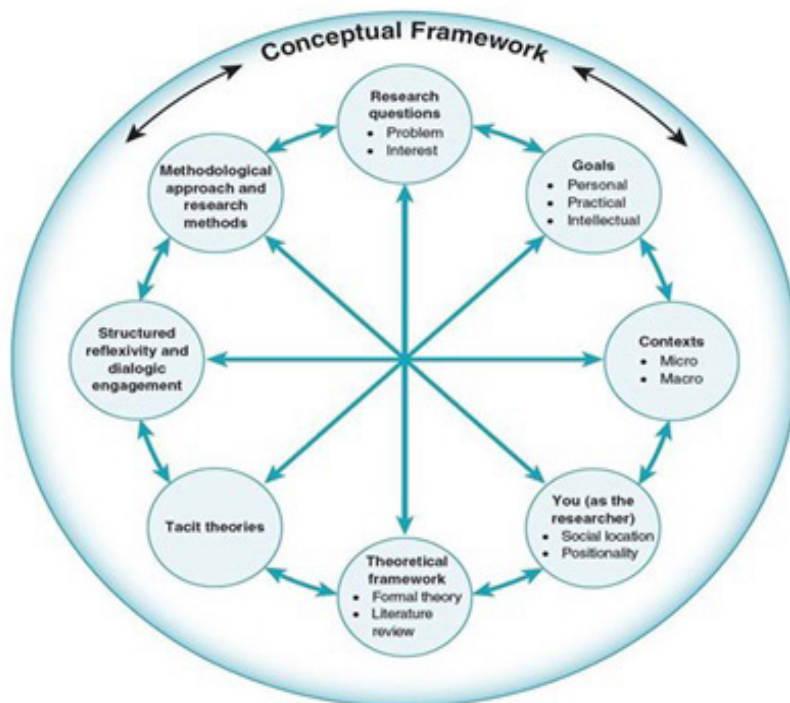 Conceptual Framework
Research
questions
• Problem
• Interest
Goals
• Personal
• Practical
• Intellectual
Contexts
• Micro
• Macro
You (as the
researcher)
• Social location
• Positionality
Theoretical
framework
• Formal theory
• Literature
review
Tacit theories
Structured
reflexivity and
dialogic
engagement
Methodological
approach and
research
methods